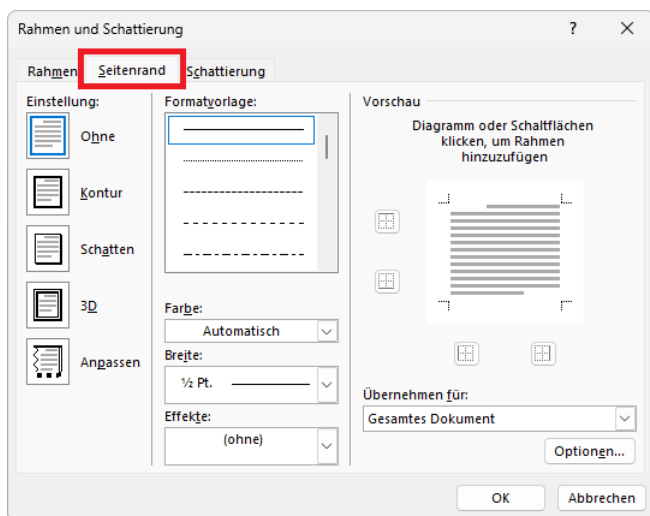 Rahmen und Schattierung
?
Rahmen
Seitenrand
Schattierung
Einstellung:
Ohne
Kontur
Schatten
3D
Anpassen
Formatvorlage:
Farbe:
Automatisch
Breite:
½ Pt.
Effekte:
(ohne)
Vorschau
Diagramm oder Schaltflächen
klicken, um Rahmen
hinzuzufügen
Übernehmen für:
Gesamtes Dokument
Optionen...
OK
Abbrechen